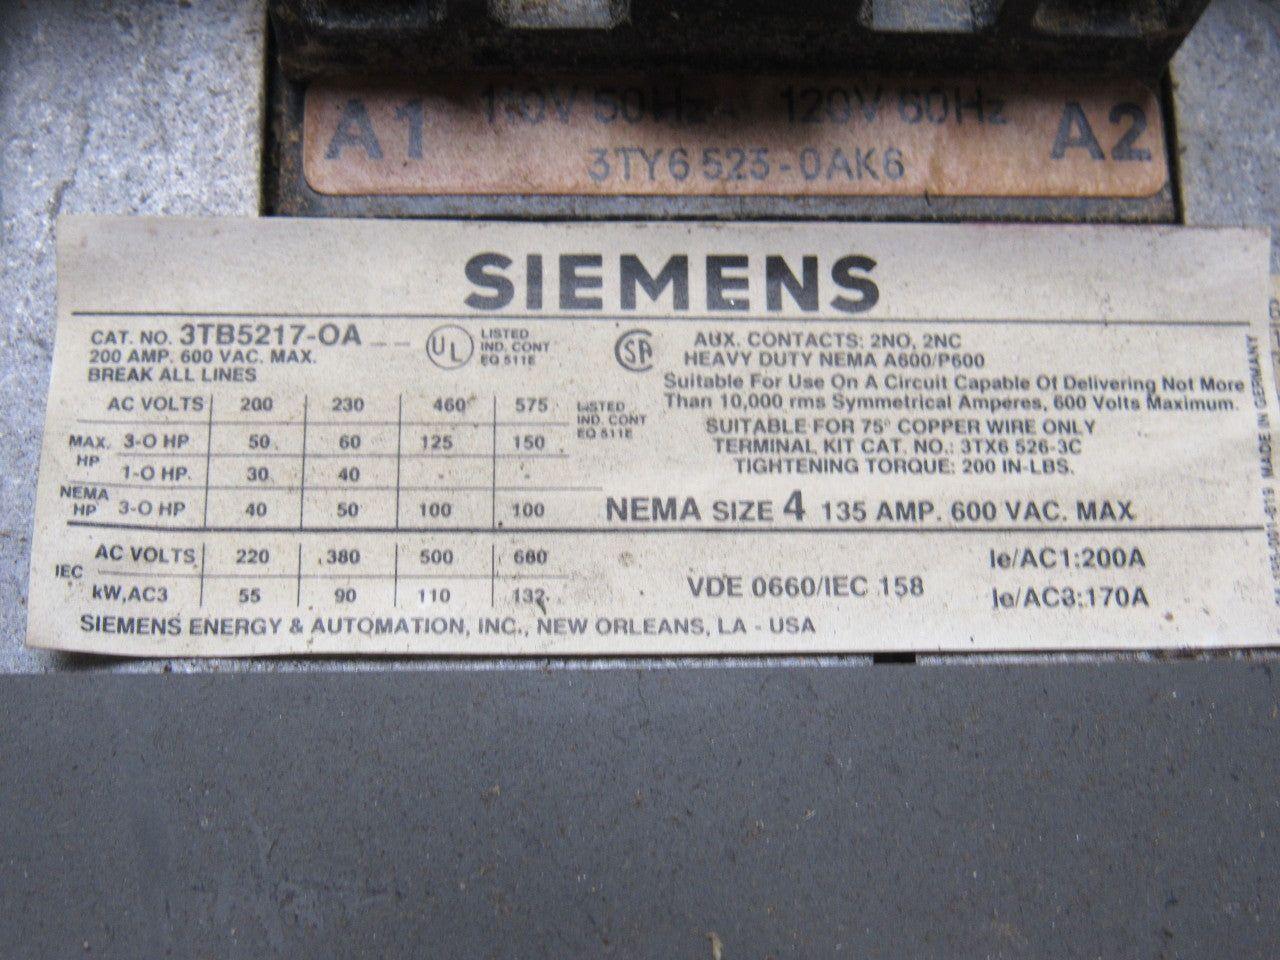 A1 110V 50Hz 120V 60Hz A2
3TY6 523-0AK6
SIEMENS
CAT. NO. 3TB5217-OA _ _
200 AMP. 600 VAC. MAX.
BREAK ALL LINES
UL
LISTED
IND. CONT
EQ 511E
SA
AUX. CONTACTS: 2NO, 2NC
HEAVY DUTY NEMA A600/P600
Suitable For Use On A Circuit Capable Of Delivering Not More
Than 10,000 rms Symmetrical Amperes, 600 Volts Maximum.
SUITABLE FOR 75° COPPER WIRE ONLY
TERMINAL KIT CAT. NO.: 3TX6 526-3C
TIGHTENING TORQUE: 200 IN-LBS.
AC VOLTS 200 230 460 575
LISTED
IND. CONT
EQ 511E
MAX. HP 3-O HP 50 60 125 150
1-O HP. 30 40 - -
NEMA HP 3-O HP 40 50 100 100
NEMA SIZE 4 135 AMP. 600 VAC. MAX
IEC AC VOLTS 220 380 500 660
kW,AC3 55 90 110 132
VDE 0660/IEC 158
Ie/AC1:200A
Ie/AC3:170A
SIEMENS ENERGY & AUTOMATION, INC., NEW ORLEANS, LA - USA
MADE IN GERMANY